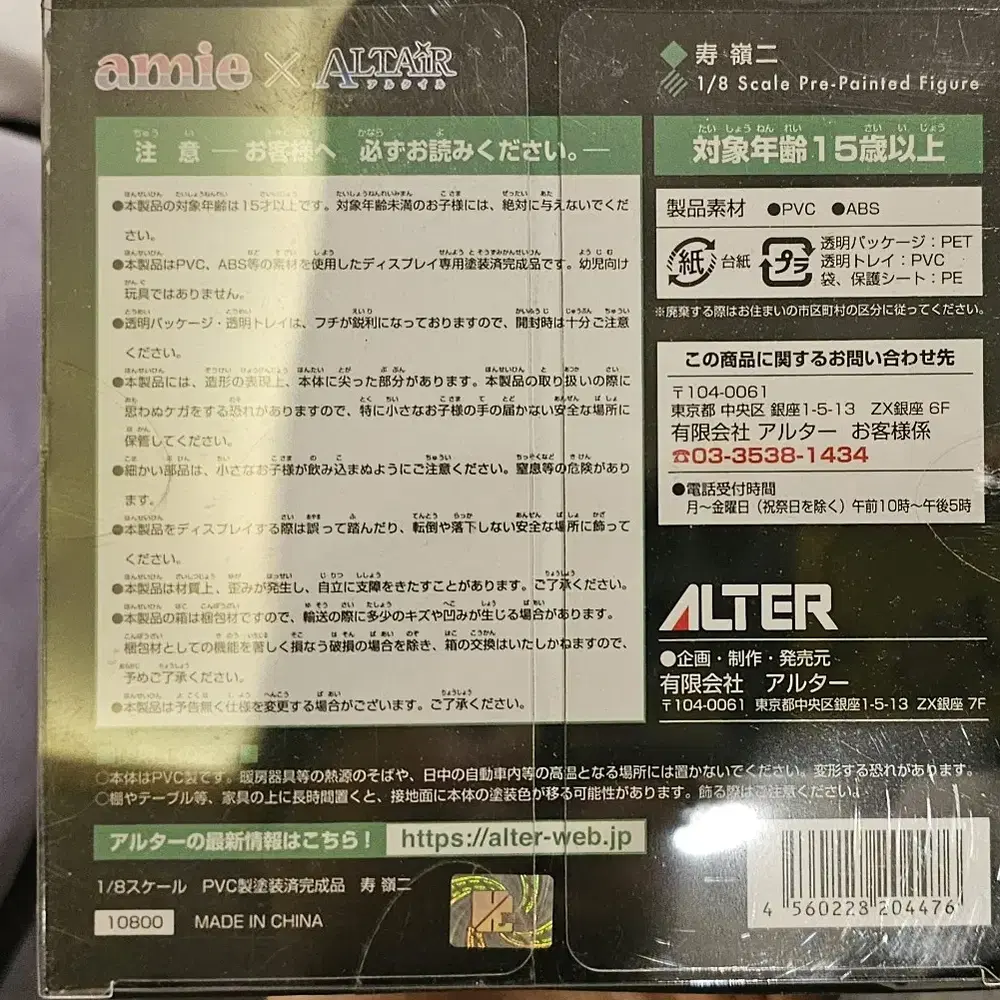 amie × ALTAiR
アルタイル
注 意 ― お客様へ 必ずお読みください。―
●本製品の対象年齢は15才以上です。対象年齢未満のお子様には、絶対に与えないでくだ
さい。
●本製品はPVC、ABS等の素材を使用したディスプレイ専用塗装済完成品です。幼児向け
玩具ではありません。
●透明パッケージ・透明トレイは、フチが鋭利になっておりますので、開封時は十分ご注意
ください。
●本製品には、造形の表現上、本体に尖った部分があります。本製品の取り扱いの際に
思わぬケガをする恐れがありますので、特に小さなお子様の手の届かない安全な場所に
保管してください。
●細かい部品は、小さなお子様が飲み込まぬようにご注意ください。窒息等の危険があり
ます。
●本製品をディスプレイする際は誤って踏んだり、転倒や落下しない安全な場所に飾って
ください。
●本製品は材質上、歪みが発生し、自立に支障をきたすことがあります。ご了承ください。
●本製品の箱は梱包材ですので、輸送の際に多少のキズや凹みが生じる場合があります。
梱包材としての機能を著しく損なう破損の場合を除き、箱の交換はいたしかねますので、
予めご了承ください。
●本製品は予告無く仕様を変更する場合がございます。ご了承ください。
○本体はPVC製です。暖房器具等の熱源のそばや、日中の自動車内等の高温となる場所には置かないでください。変形する恐れがあります。
○棚やテーブル等、家具の上に長時間置くと、接地面に本体の塗装色が移る可能性があります。飾る際はご注意ください。
アルターの最新情報はこちら! https://alter-web.jp
1/8スケール PVC製塗装済完成品 寿 嶺二
10800 MADE IN CHINA
寿 嶺二
1/8 Scale Pre-Painted Figure
対象年齢15歳以上
製品素材 ●PVC ●ABS
紙 台紙
プラ
透明パッケージ:PET
透明トレイ:PVC
袋、保護シート:PE
※廃棄する際はお住まいの市区町村の区分に従ってください。
この商品に関するお問い合わせ先
〒104-0061
東京都 中央区 銀座1-5-13 ZX銀座 6F
有限会社 アルター お客様係
☎03-3538-1434
●電話受付時間
月〜金曜日(祝祭日を除く)午前10時〜午後5時
ALTER
●企画・制作・発売元
有限会社 アルター
〒104-0061 東京都中央区銀座1-5-13 ZX銀座 7F
4 560228 204476